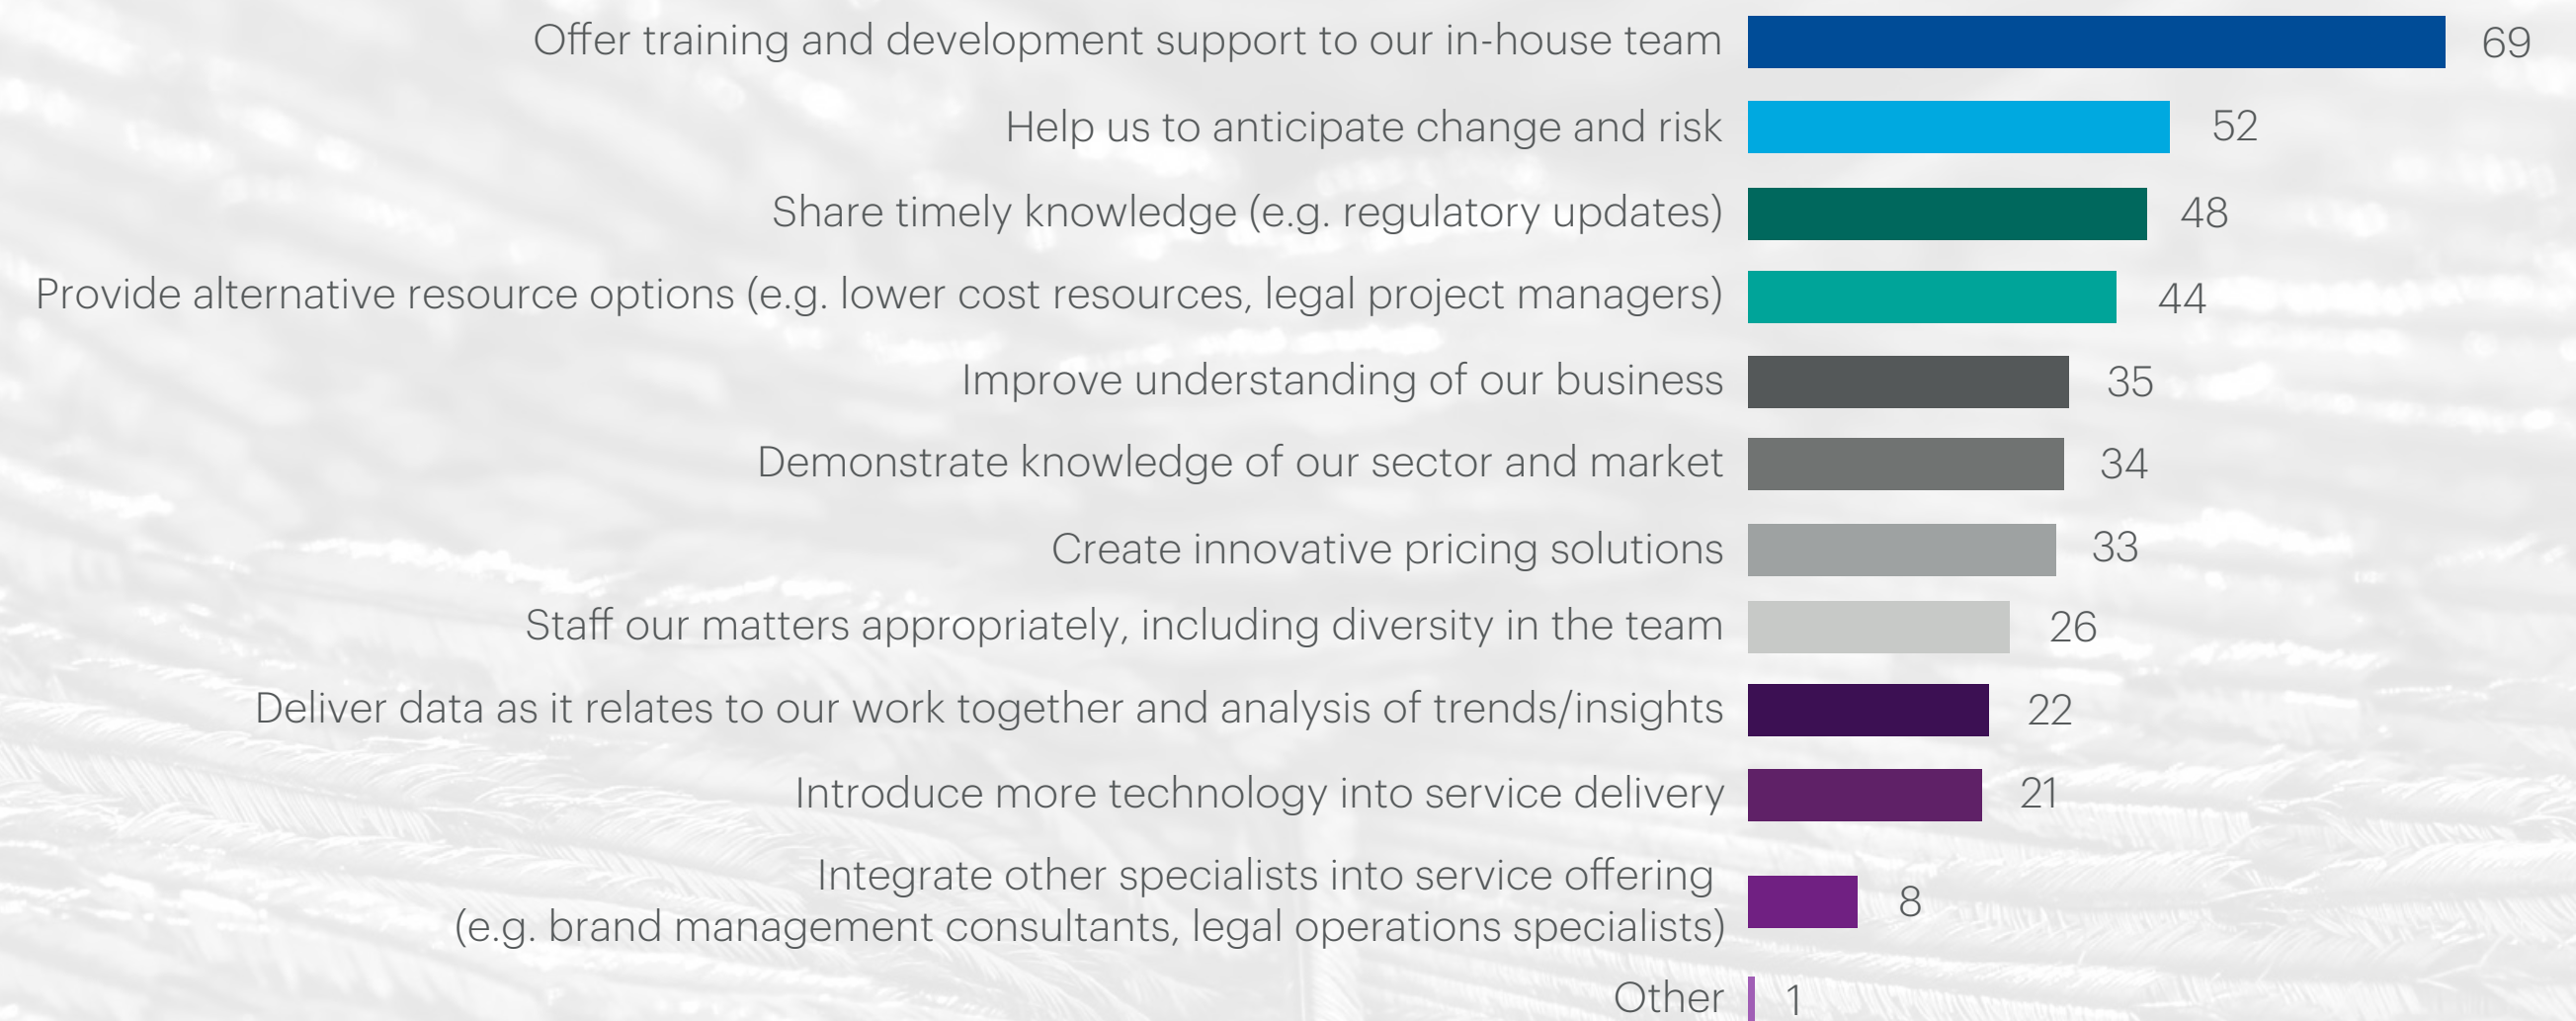 Offer training and development support to our in-house team 69
Help us to anticipate change and risk 52
Share timely knowledge (e.g. regulatory updates) 48
Provide alternative resource options (e.g. lower cost resources, legal project managers) 44
Improve understanding of our business 35
Demonstrate knowledge of our sector and market 34
Create innovative pricing solutions 33
Staff our matters appropriately, including diversity in the team 26
Deliver data as it relates to our work together and analysis of trends/insights 22
Introduce more technology into service delivery 21
Integrate other specialists into service offering
(e.g. brand management consultants, legal operations specialists) 8
Other 1